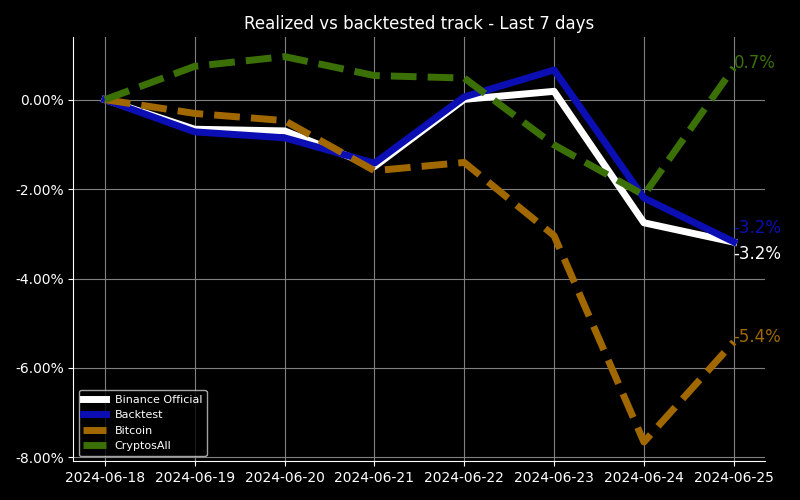 Realized vs backtested track - Last 7 days
0.7%
0.00%
-2.00%
-3.2%
-3.2%
-4.00%
-5.4%
-6.00%
Binance Official
Backtest
Bitcoin
CryptosAll
-8.00%
2024-06-18 2024-06-19 2024-06-20 2024-06-21 2024-06-22 2024-06-23 2024-06-24 2024-06-25